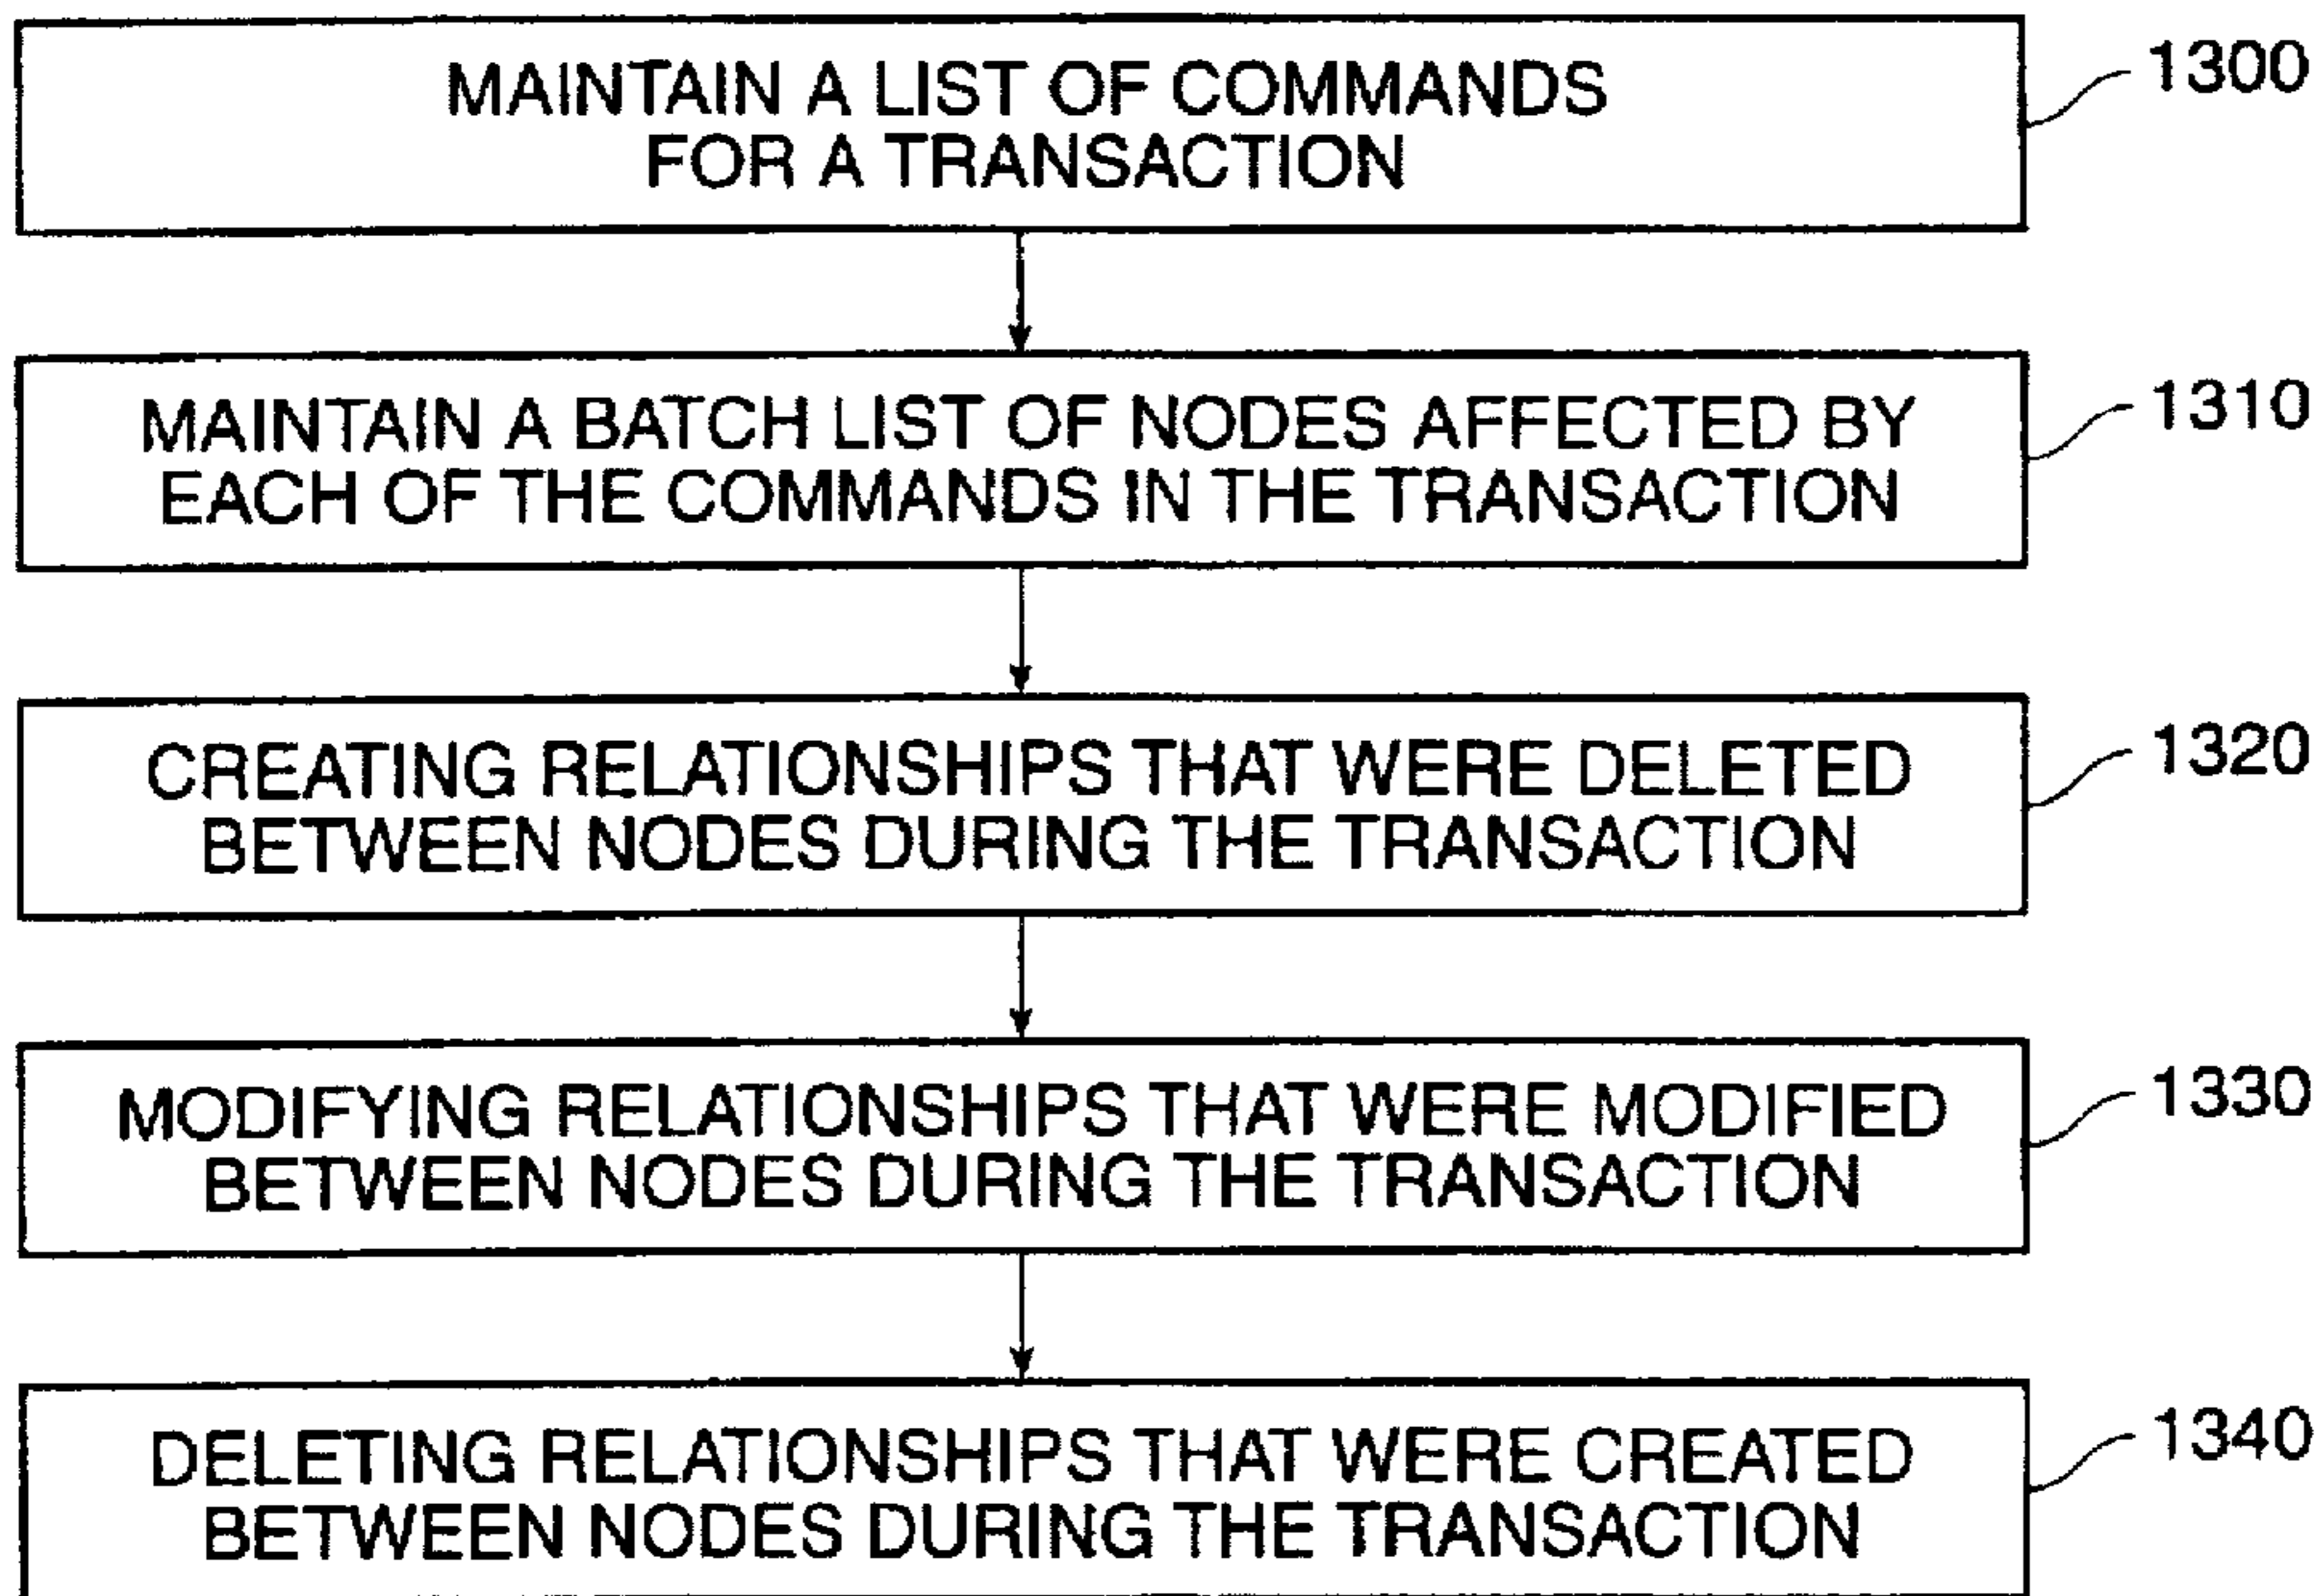 MAINTAIN A LIST OF COMMANDS
FOR A TRANSACTION
1300
MAINTAIN A BATCH LIST OF NODES AFFECTED BY
EACH OF THE COMMANDS IN THE TRANSACTION
1310
CREATING RELATIONSHIPS THAT WERE DELETED
BETWEEN NODES DURING THE TRANSACTION
1320
MODIFYING RELATIONSHIPS THAT WERE MODIFIED
BETWEEN NODES DURING THE TRANSACTION
1330
DELETING RELATIONSHIPS THAT WERE CREATED
BETWEEN NODES DURING THE TRANSACTION
1340